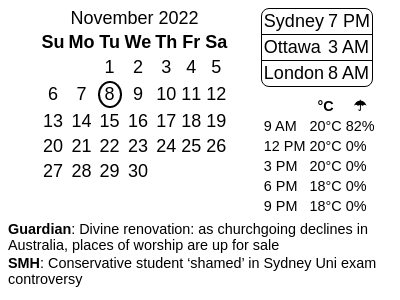 November 2022
Su Mo Tu We Th Fr Sa
1 2 3 4 5
6 7 8 9 10 11 12
13 14 15 16 17 18 19
20 21 22 23 24 25 26
27 28 29 30
Sydney 7 PM
Ottawa 3 AM
London 8 AM
°C ☂
9 AM 20°C 82%
12 PM 20°C 0%
3 PM 20°C 0%
6 PM 18°C 0%
9 PM 18°C 0%
Guardian: Divine renovation: as churchgoing declines in
Australia, places of worship are up for sale
SMH: Conservative student ‘shamed’ in Sydney Uni exam
controversy